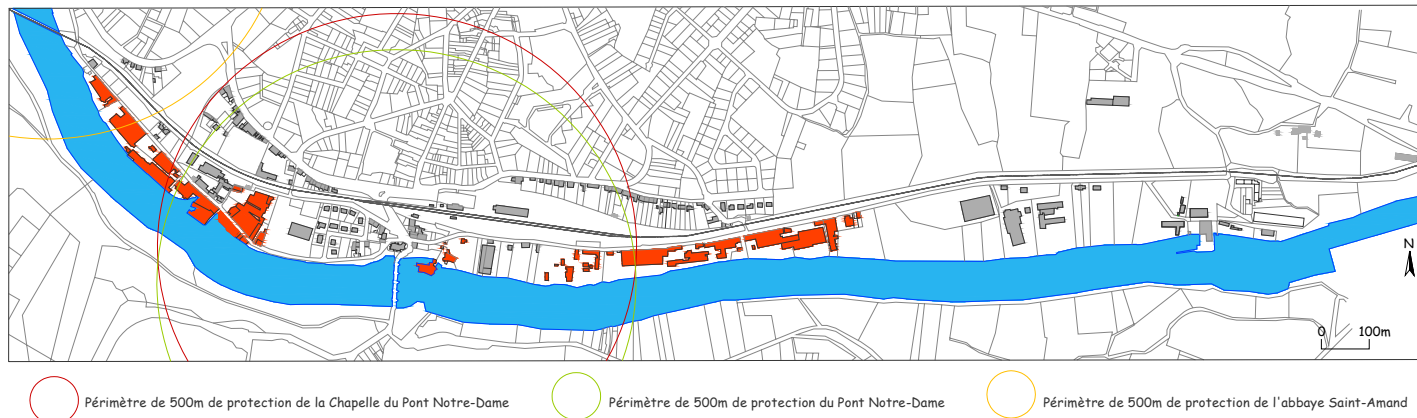 N
0 100m
Périmètre de 500m de protection de la Chapelle du Pont Notre-Dame
Périmètre de 500m de protection du Pont Notre-Dame
Périmètre de 500m de protection de l'abbaye Saint-Amand